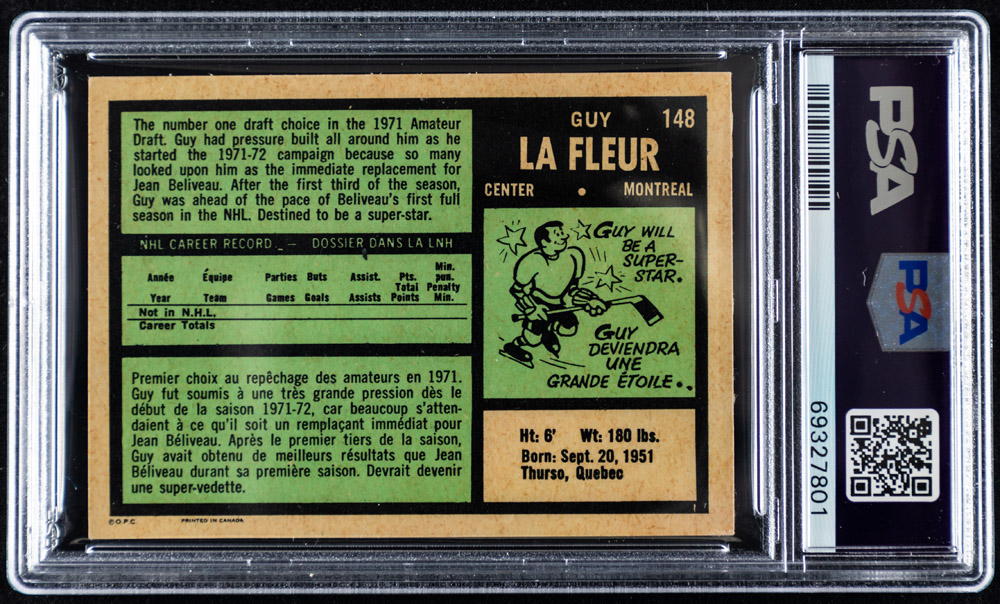 The number one draft choice in the 1971 Amateur
Draft. Guy had pressure built all around him as he
started the 1971-72 campaign because so many
looked upon him as the immediate replacement for
Jean Beliveau. After the first third of the season,
Guy was ahead of the pace of Beliveau's first full
season in the NHL. Destined to be a super-star.
NHL CAREER RECORD — DOSSIER DANS LA LNH
Année Équipe Parties Buts Assist. Pts. Min. pun.
Total Penalty
Year Team Games Goals Assists Points Min.
Not in N.H.L.
Career Totals
Premier choix au repêchage des amateurs en 1971.
Guy fut soumis à une très grande pression dès le
début de la saison 1971-72, car beaucoup s'atten-
daient à ce qu'il soit un remplaçant immédiat pour
Jean Béliveau. Après le premier tiers de la saison,
Guy avait obtenu de meilleurs résultats que Jean
Béliveau durant sa première saison. Devrait devenir
une super-vedette.
©O.P.C. PRINTED IN CANADA
GUY 148
LA FLEUR
CENTER • MONTREAL
GUY WILL
BE A
SUPER-
STAR.
GUY
DEVIENDRA
UNE
GRANDE ÉTOILE..
Ht: 6' Wt: 180 lbs.
Born: Sept. 20, 1951
Thurso, Quebec
PSA
PSA
69327801